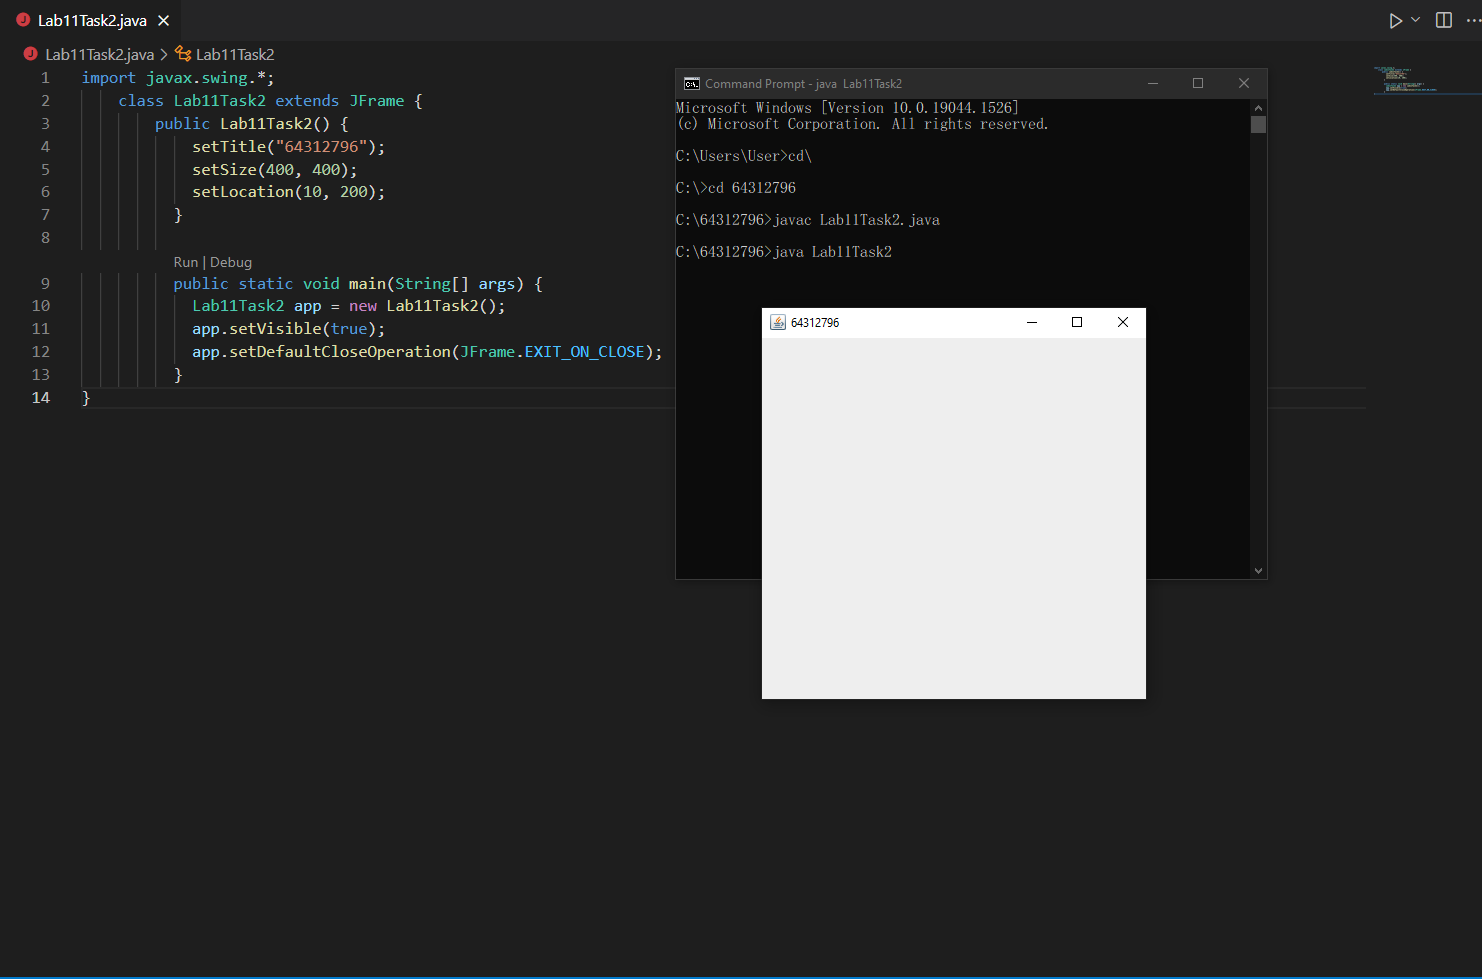 Lab11Task2.java
Lab11Task2.java > Lab11Task2
1 import javax.swing.*;
2 class Lab11Task2 extends JFrame {
3 public Lab11Task2() {
4 setTitle("64312796");
5 setSize(400, 400);
6 setLocation(10, 200);
7 }
8
Run | Debug
9 public static void main(String[] args) {
10 Lab11Task2 app = new Lab11Task2();
11 app.setVisible(true);
12 app.setDefaultCloseOperation(JFrame.EXIT_ON_CLOSE);
13 }
14 }
Command Prompt - java  Lab11Task2
Microsoft Windows [Version 10.0.19044.1526]
(c) Microsoft Corporation. All rights reserved.
C:\Users\User>cd\
C:\>cd 64312796
C:\64312796>javac Lab11Task2.java
C:\64312796>java Lab11Task2
64312796